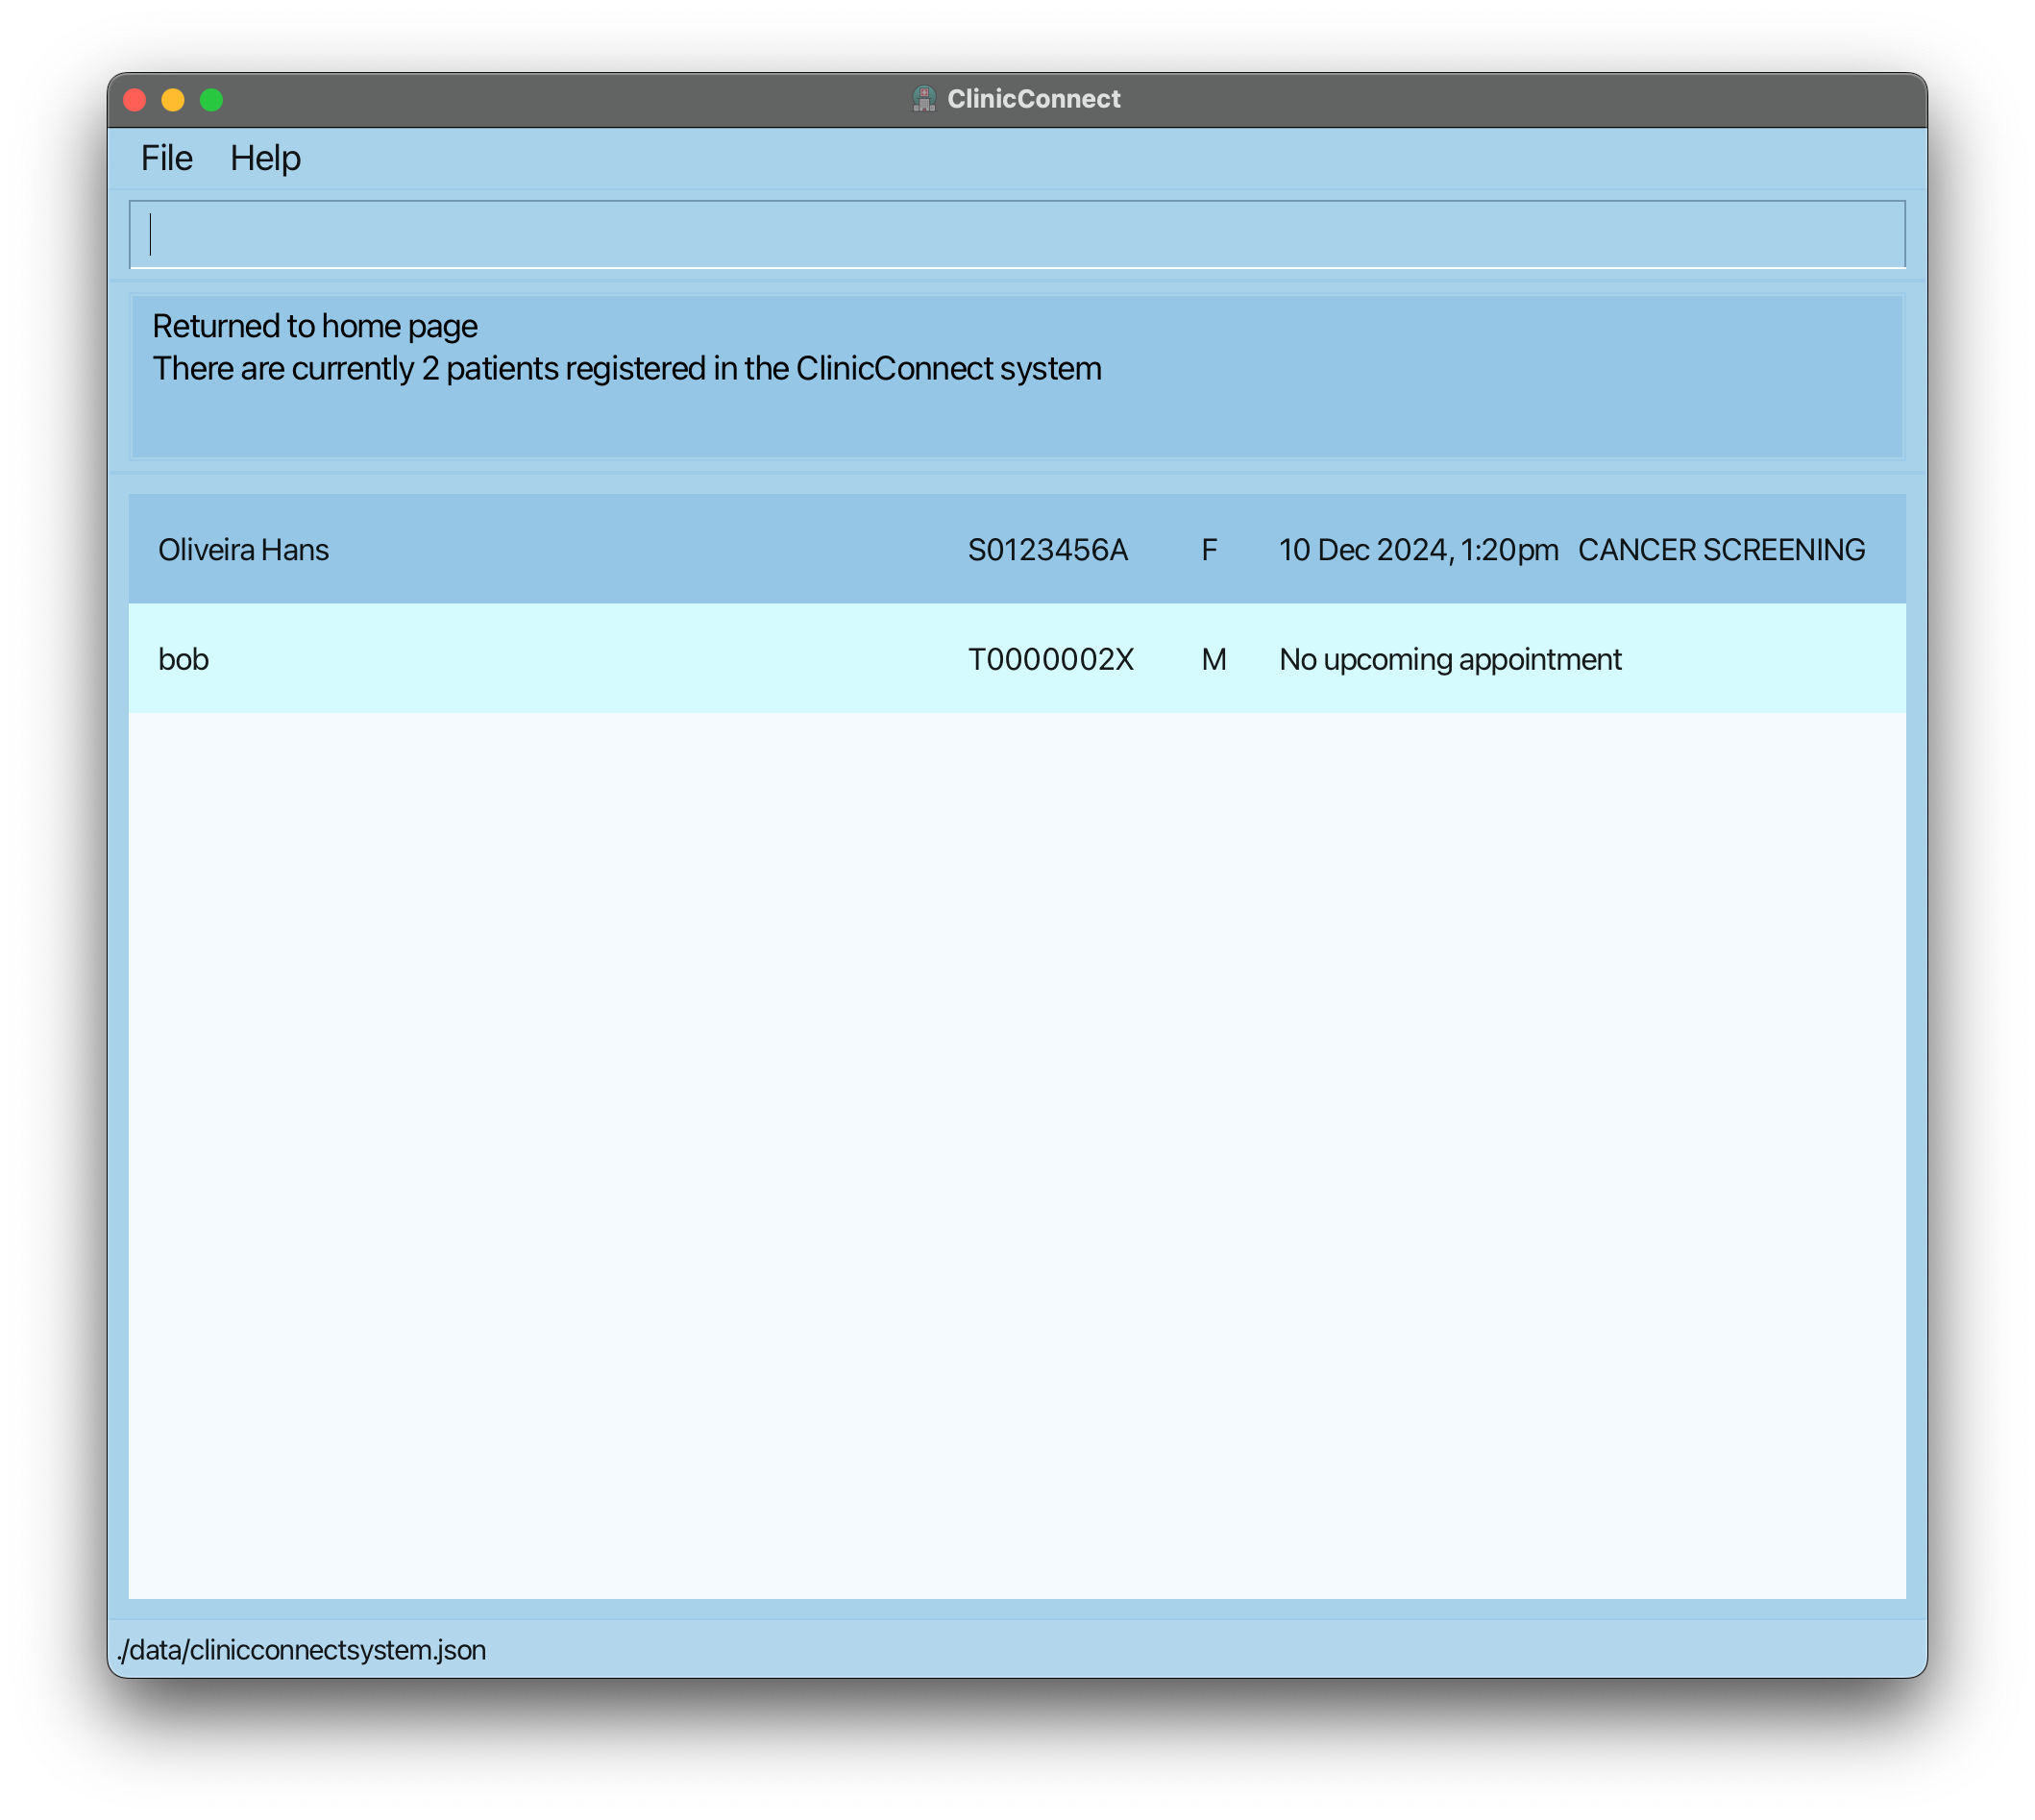 ClinicConnect
File Help
Returned to home page
There are currently 2 patients registered in the ClinicConnect system
Oliveira Hans S0123456A F 10 Dec 2024, 1:20pm CANCER SCREENING
bob T0000002X M No upcoming appointment
./data/clinicconnectsystem.json